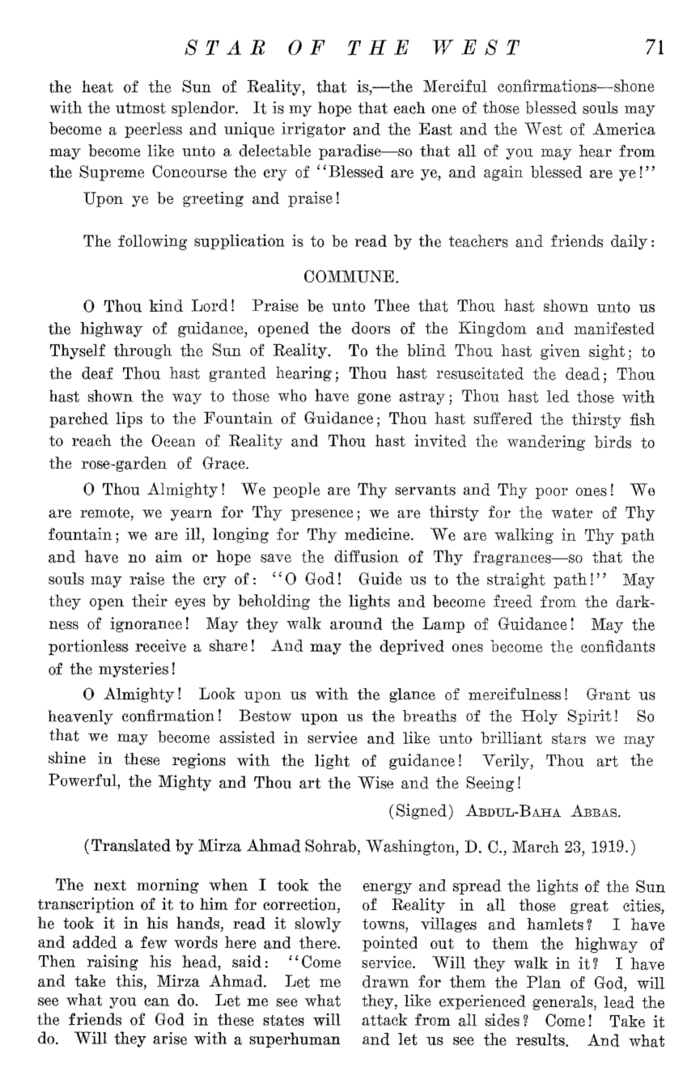 STAR OF THE WEST 71
the heat of the Sun of Reality, that is,—the Merciful confirmations—shone
with the utmost splendor. It is my hope that each one of those blessed souls may
become a peerless and unique irrigator and the East and the West of America
may become like unto a delectable paradise—so that all of you may hear from
the Supreme Concourse the cry of "Blessed are ye, and again blessed are ye!"
Upon ye be greeting and praise!
The following supplication is to be read by the teachers and friends daily:
COMMUNE.
O Thou kind Lord! Praise be unto Thee that Thou hast shown unto us
the highway of guidance, opened the doors of the Kingdom and manifested
Thyself through the Sun of Reality. To the blind Thou hast given sight; to
the deaf Thou hast granted hearing; Thou hast resuscitated the dead; Thou
hast shown the way to those who have gone astray; Thou hast led those with
parched lips to the Fountain of Guidance; Thou hast suffered the thirsty fish
to reach the Ocean of Reality and Thou hast invited the wandering birds to
the rose-garden of Grace.
O Thou Almighty! We people are Thy servants and Thy poor ones! We
are remote, we yearn for Thy presence; we are thirsty for the water of Thy
fountain; we are ill, longing for Thy medicine. We are walking in Thy path
and have no aim or hope save the diffusion of Thy fragrances—so that the
souls may raise the cry of: "O God! Guide us to the straight path!" May
they open their eyes by beholding the lights and become freed from the dark-
ness of ignorance! May they walk around the Lamp of Guidance! May the
portionless receive a share! And may the deprived ones become the confidants
of the mysteries!
O Almighty! Look upon us with the glance of mercifulness! Grant us
heavenly confirmation! Bestow upon us the breaths of the Holy Spirit! So
that we may become assisted in service and like unto brilliant stars we may
shine in these regions with the light of guidance! Verily, Thou art the
Powerful, the Mighty and Thou art the Wise and the Seeing!
(Signed) ABDUL-BAHA ABBAS.
(Translated by Mirza Ahmad Sohrab, Washington, D. C., March 23, 1919.)
The next morning when I took the
transcription of it to him for correction,
he took it in his hands, read it slowly
and added a few words here and there.
Then raising his head, said: "Come
and take this, Mirza Ahmad. Let me
see what you can do. Let me see what
the friends of God in these states will
do. Will they arise with a superhuman
energy and spread the lights of the Sun
of Reality in all those great cities,
towns, villages and hamlets? I have
pointed out to them the highway of
service. Will they walk in it? I have
drawn for them the Plan of God, will
they, like experienced generals, lead the
attack from all sides? Come! Take it
and let us see the results. And what